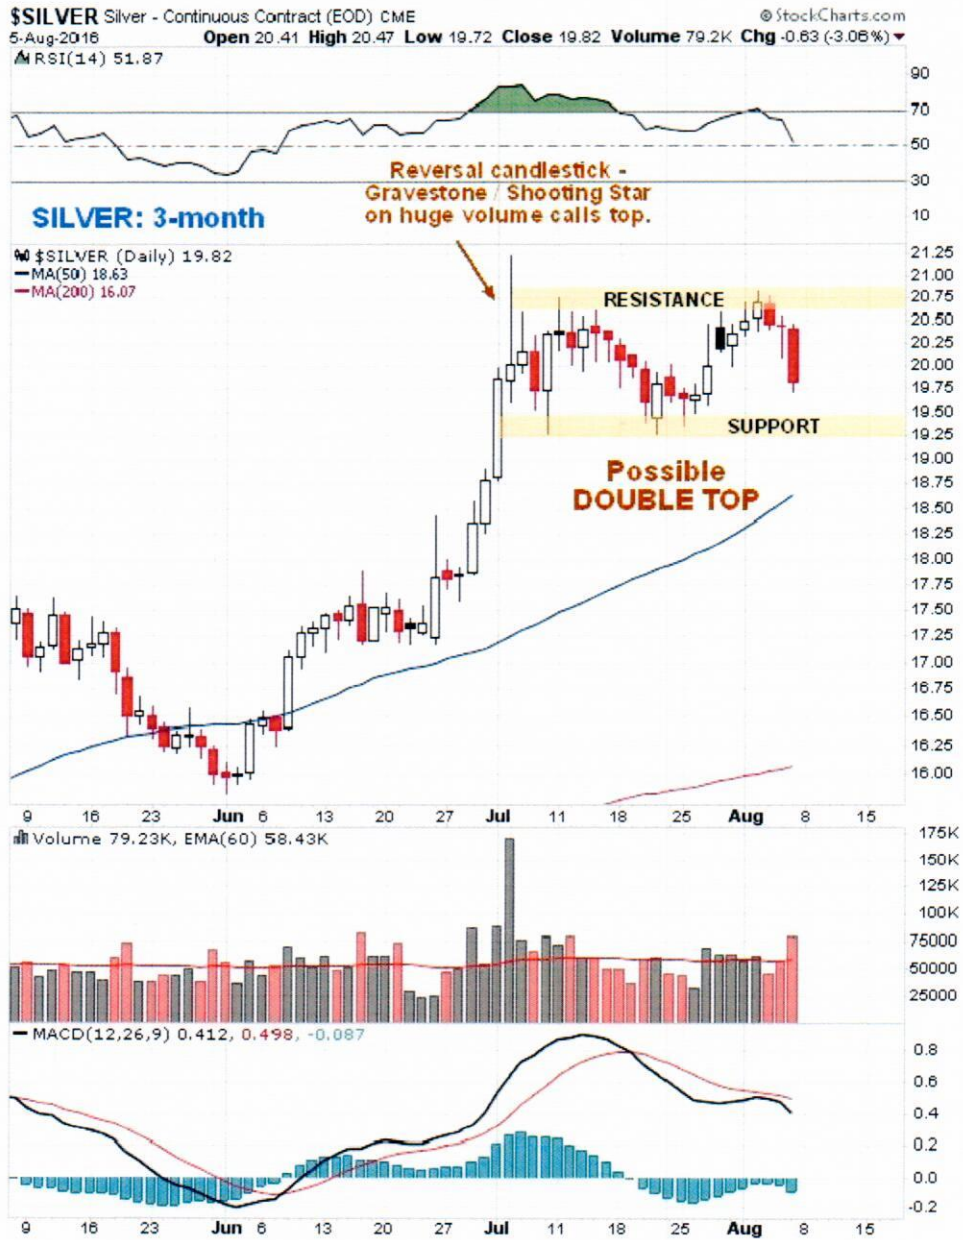 $SILVER Silver - Continuous Contract (EOD) CME © StockCharts.com
5-Aug-2016 Open 20.41 High 20.47 Low 19.72 Close 19.82 Volume 79.2K Chg -0.63 (-3.06%)
RSI(14) 51.87
90
70
50
30
10
Reversal candlestick -
Gravestone / Shooting Star
on huge volume calls top.
SILVER: 3-month
$SILVER (Daily) 19.82
MA(50) 18.63
MA(200) 16.07
21.25
21.00
20.75
20.50
20.25
20.00
19.75
19.50
19.25
19.00
18.75
18.50
18.25
18.00
17.75
17.50
17.25
17.00
16.75
16.50
16.25
16.00
RESISTANCE
SUPPORT
Possible
DOUBLE TOP
9 16 23 Jun 6 13 20 27 Jul 11 18 25 Aug 8 15
Volume 79.23K, EMA(60) 58.43K
175K
150K
125K
100K
75000
50000
25000
MACD(12,26,9) 0.412, 0.498, -0.087
0.8
0.6
0.4
0.2
0.0
-0.2
9 16 23 Jun 6 13 20 27 Jul 11 18 25 Aug 8 15